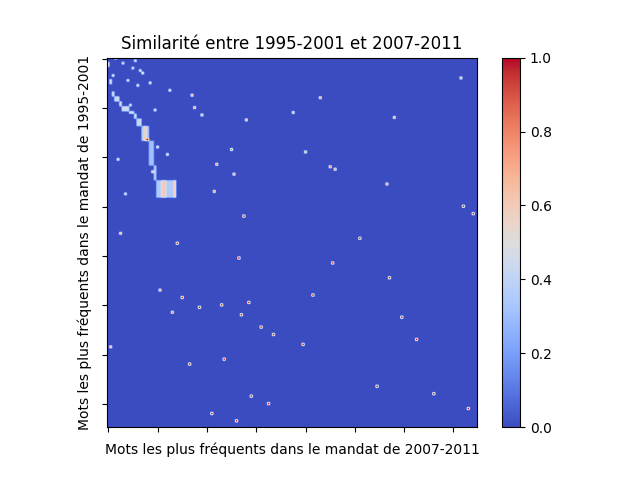 Similarité entre 1995-2001 et 2007-2011
Mots les plus fréquents dans le mandat de 1995-2001
Mots les plus fréquents dans le mandat de 2007-2011
1.0
0.8
0.6
0.4
0.2
0.0